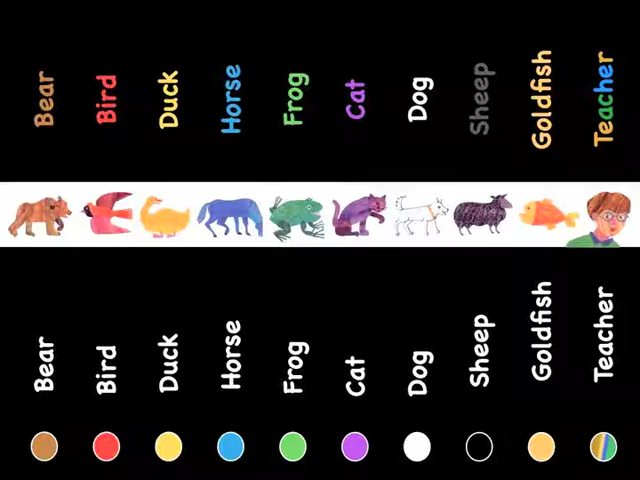 Bear
Bird
Duck
Horse
Frog
Cat
Dog
Sheep
Goldfish
Teacher
Bear
Bird
Duck
Horse
Frog
Cat
Dog
Sheep
Goldfish
Teacher